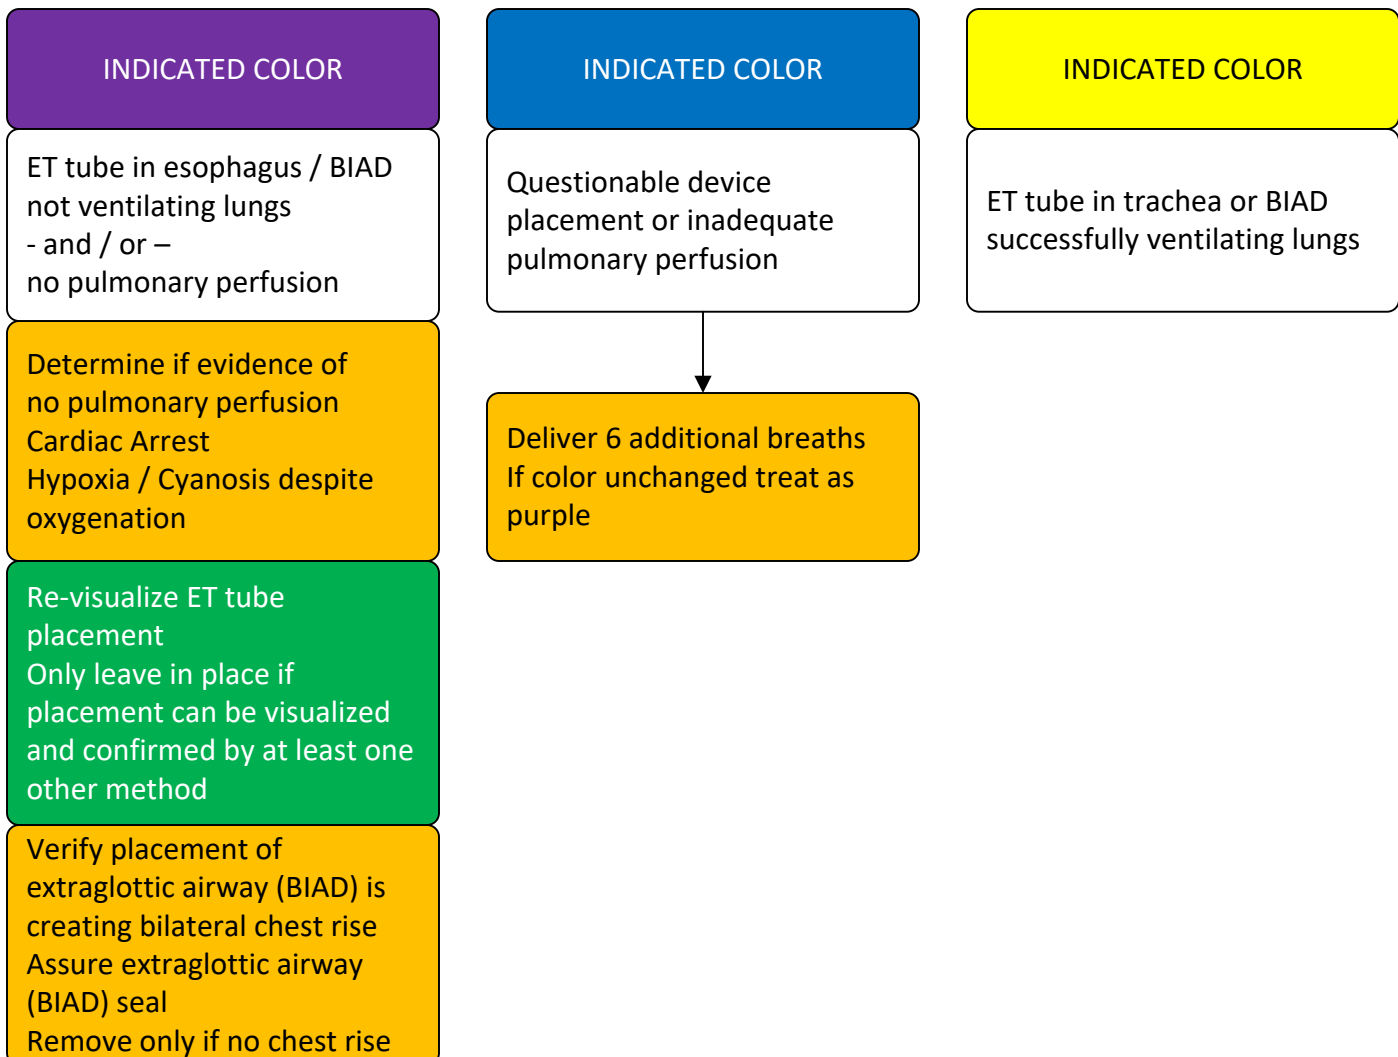 INDICATED COLOR
ET tube in esophagus / BIAD
not ventilating lungs
- and / or –
no pulmonary perfusion
Determine if evidence of
no pulmonary perfusion
Cardiac Arrest
Hypoxia / Cyanosis despite
oxygenation
Re-visualize ET tube
placement
Only leave in place if
placement can be visualized
and confirmed by at least one
other method
Verify placement of
extraglottic airway (BIAD) is
creating bilateral chest rise
Assure extraglottic airway
(BIAD) seal
Remove only if no chest rise
INDICATED COLOR
Questionable device
placement or inadequate
pulmonary perfusion
Deliver 6 additional breaths
If color unchanged treat as
purple
INDICATED COLOR
ET tube in trachea or BIAD
successfully ventilating lungs